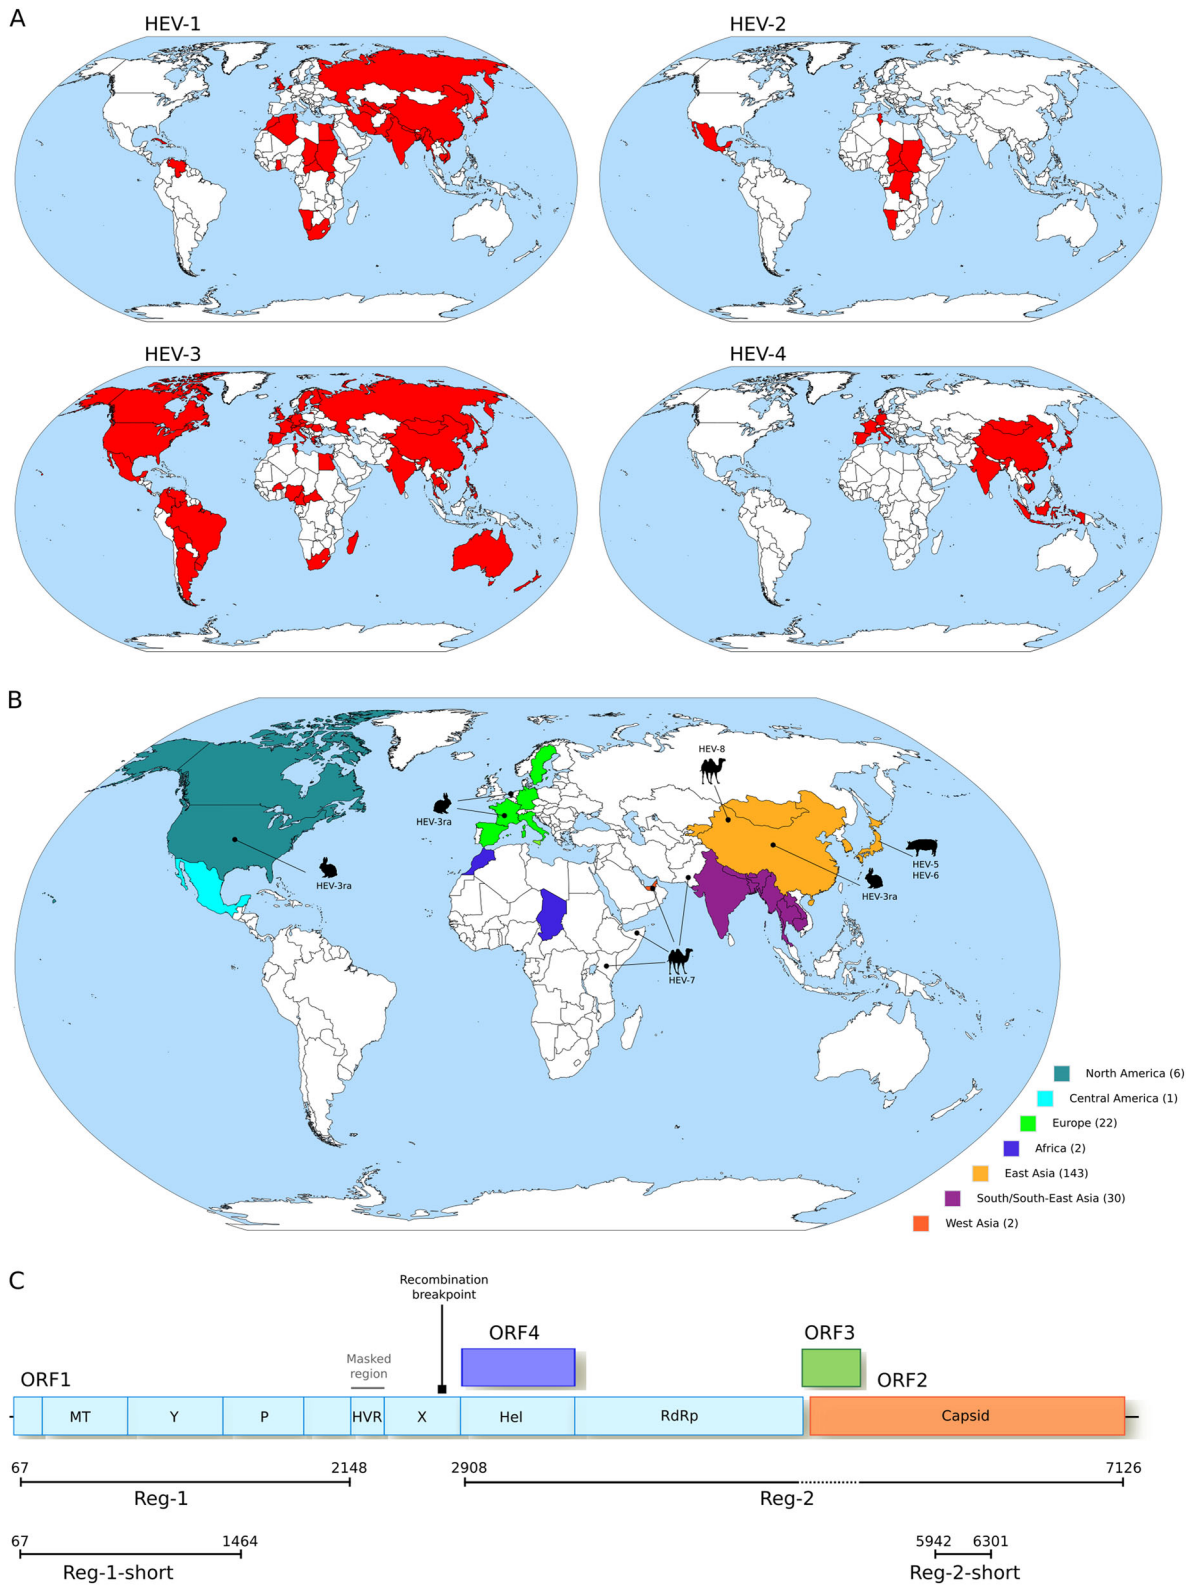 A
HEV-1
HEV-2
HEV-3
HEV-4
B
HEV-8
HEV-3ra
HEV-5
HEV-6
HEV-3ra
HEV-3ra
HEV-7
North America (6)
Central America (1)
Europe (22)
Africa (2)
East Asia (143)
South/South-East Asia (30)
West Asia (2)
C
Recombination
breakpoint
ORF4
ORF3
Masked
region
ORF1
ORF2
MT
Y
P
HVR
X
Hel
RdRp
Capsid
67
2148
2908
7126
Reg-1
Reg-2
67
1464
5942
6301
Reg-1-short
Reg-2-short